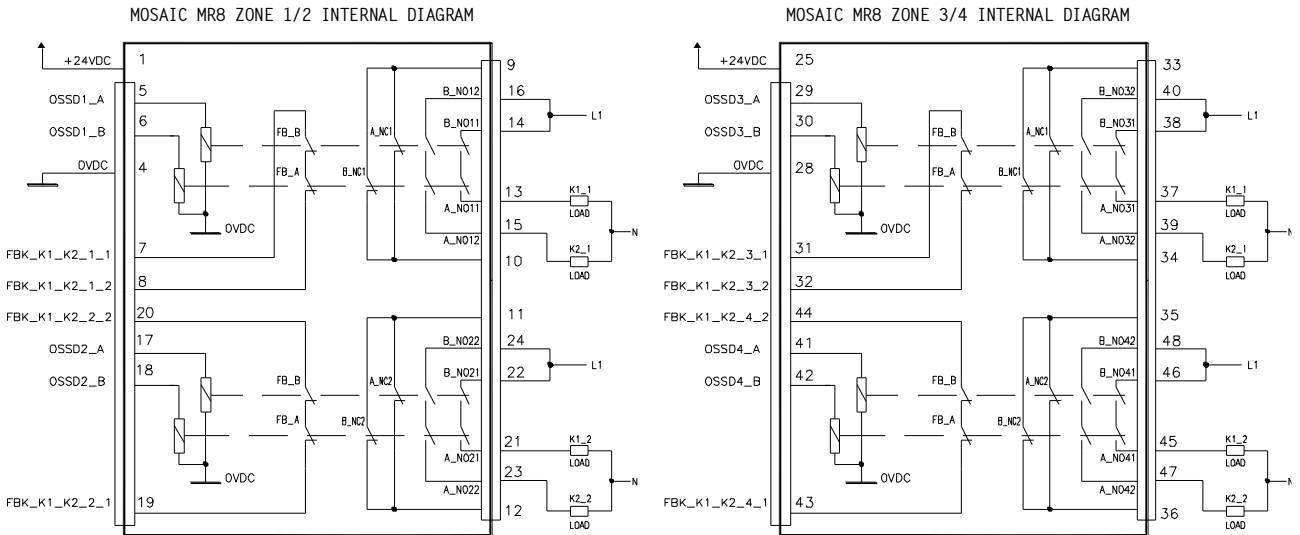 MOSAIC MR8 ZONE 1/2 INTERNAL DIAGRAM
+24VDC
1
9
OSSD1_A
5
B_NO12
16
OSSD1_B
6
FB_B
A_NC1
B_NO11
14
L1
0VDC
4
FB_A
B_NC1
A_NO11
13
K1_1
LOAD
0VDC
A_NO12
15
N
FBK_K1_K2_1_1
7
K2_1
LOAD
10
FBK_K1_K2_1_2
8
FBK_K1_K2_2_2
20
11
OSSD2_A
17
B_NO22
24
L1
OSSD2_B
18
FB_B
A_NC2
B_NO21
22
FB_A
B_NC2
A_NO21
21
K1_2
LOAD
0VDC
A_NO22
23
N
FBK_K1_K2_2_1
19
K2_2
LOAD
12
MOSAIC MR8 ZONE 3/4 INTERNAL DIAGRAM
+24VDC
25
33
OSSD3_A
29
B_NO32
40
OSSD3_B
30
FB_B
A_NC1
B_NO31
38
L1
0VDC
28
FB_A
B_NC1
A_NO31
37
K1_1
LOAD
0VDC
A_NO32
39
N
FBK_K1_K2_3_1
31
K2_1
LOAD
34
FBK_K1_K2_3_2
32
FBK_K1_K2_4_2
44
35
OSSD4_A
41
B_NO42
48
L1
OSSD4_B
42
FB_B
A_NC2
B_NO41
46
FB_A
B_NC2
A_NO41
45
K1_2
LOAD
0VDC
A_NO42
47
N
FBK_K1_K2_4_1
43
K2_2
LOAD
36